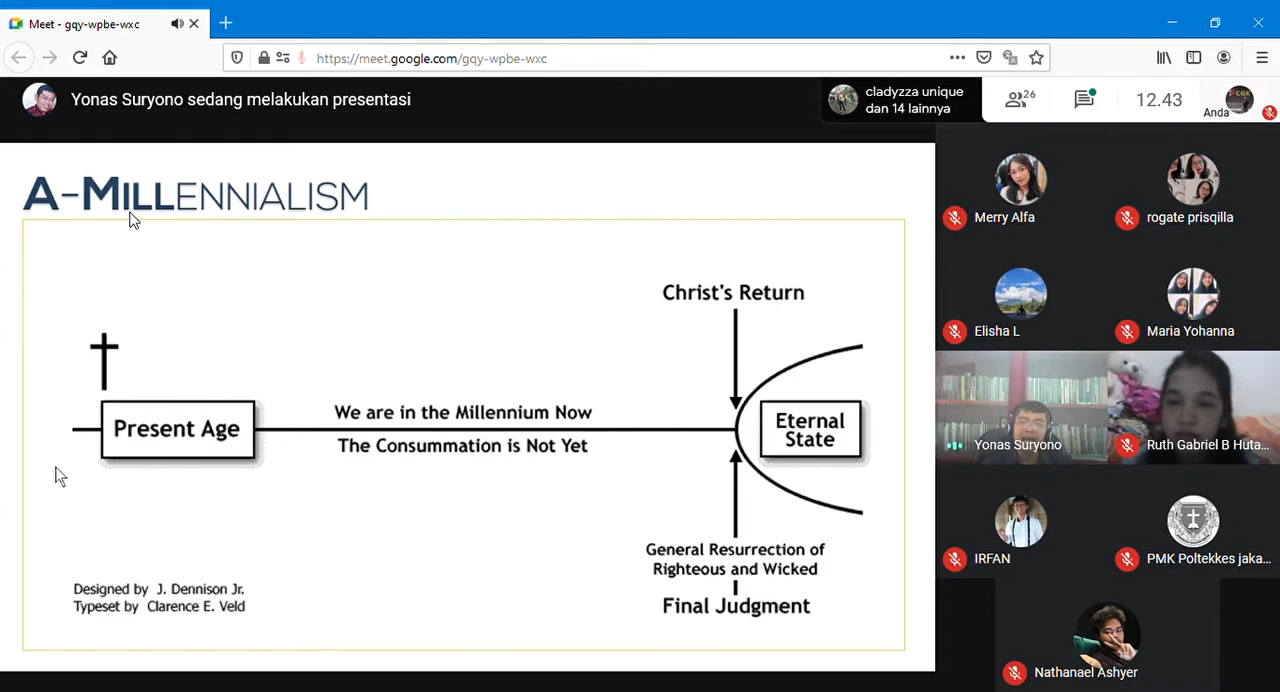 Meet - gqy-wpbe-wxc
https://meet.google.com/gqy-wpbe-wxc
Yonas Suryono sedang melakukan presentasi
cladyzza unique
dan 14 lainnya
26
12.43
Anda
A-MILLENNIALISM
Christ's Return
Present Age
We are in the Millennium Now
The Consummation is Not Yet
Eternal
State
General Resurrection of
Righteous and Wicked
Final Judgment
Designed by J. Dennison Jr.
Typeset by Clarence E. Veld
Merry Alfa
rogate prisqilla
Elisha L
Maria Yohanna
Yonas Suryono
Ruth Gabriel B Huta...
IRFAN
PMK Poltekkes jaka...
Nathanael Ashyer